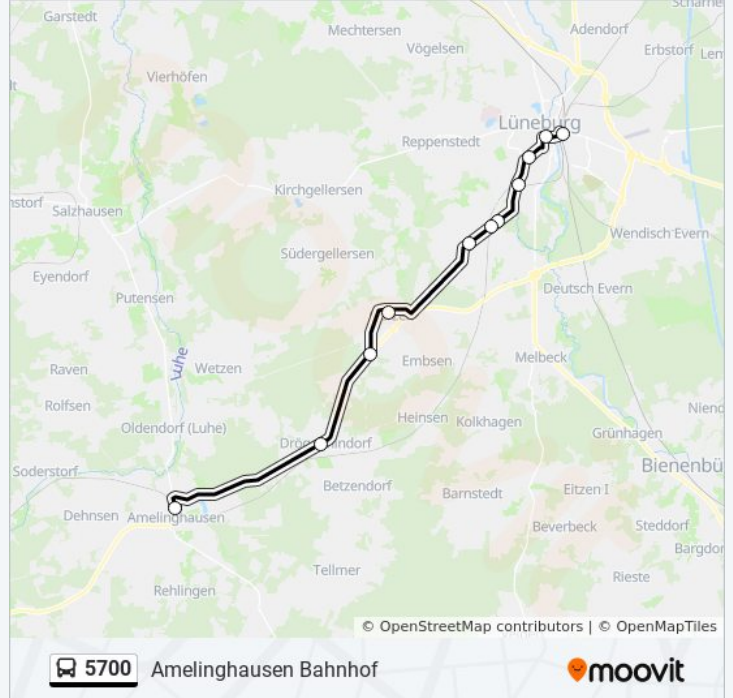 Garstedt
Scharne
Mechtersen
Adendorf
Vögelsen
Erbstorf
Vierhöfen
Lüneburg
Reppenstedt
Kirchgellersen
Salzhausen
Wendisch Evern
Südergellersen
Eyendorf
Deutsch Evern
Putensen
Luhe
Raven
Wetzen
Embsen
Melbeck
Rolfsen
Heinsen
Kolkhagen
Oldendorf (Luhe)
Grünhagen
Soderstorf
Betzendorf
Barnstedt
Eitzen I
Dehnsen
Amelinghausen
Beverbeck
Steddorf
Tellmer
Rieste
Rehlingen
© OpenStreetMap contributors | © OpenMapTiles
5700 Amelinghausen Bahnhof
moovit